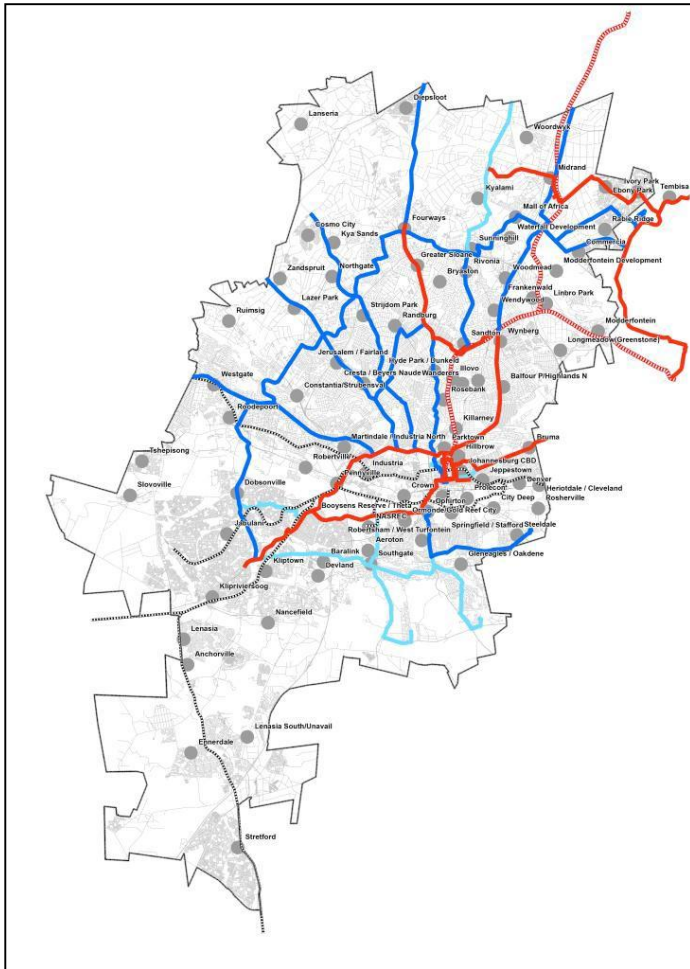 Diepsloot
Lanseria
Woordwyk
Midrand
Ivory Park
Ebony Park
Tembisa
Kyalami
Mall of Africa
Rabie Ridge
Fourways
Waterfall Development
Cosmo City
Kya Sands
Sunninghill
Commercia
Greater Sloane
Rivonia
Modderfontein Development
Zandspruit
Northgate
Bryaston
Woodmead
Frankenwald
Linbro Park
Lazer Park
Wendywood
Ruimsig
Strijdom Park
Randburg
Modderfontein
Sandton
Wynberg
Longmeadow(Greenstone)
Jerusalem / Fairland
Hyde Park / Dunkeld
Cresta / Beyers Naude
Wanderers
Illovo
Balfour P/Highlands N
Westgate
Constantia/Strubensval
Rosebank
Roodepoort
Killarney
Martindale / Industria North
Parktown
Bruma
Tshepisong
Robertville
Industria
Hillbrow
Johannesburg CBD
Pennyville
Jeppestown
Slovoville
Dobsonville
Crown
Prolecon
Denver
Heriotdale / Cleveland
Booysens Reserve / Theta
Ophirton
City Deep
Rosherville
Jabulani
NASREC
Ormonde/Gold Reef City
Robertsham / West Turfontein
Springfield / Stafford
Steeldale
Aeroton
Baralink
Southgate
Gleneagles / Oakdene
Kliptown
Devland
Klipriviersoog
Nancefield
Lenasia
Anchorville
Lenasia South/Unavail
Ennerdale
Stretford